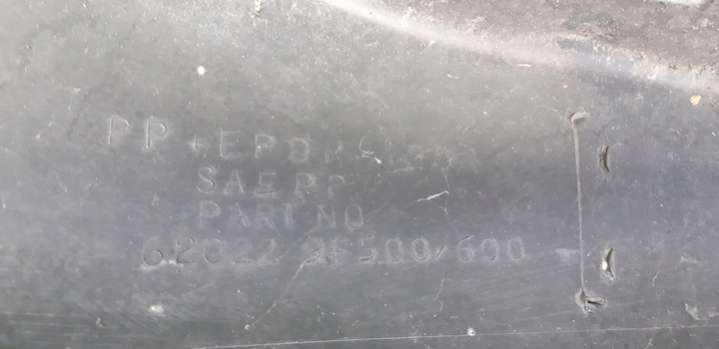 PP +EPDM
SAE PP
PART NO
62022 9F500/600